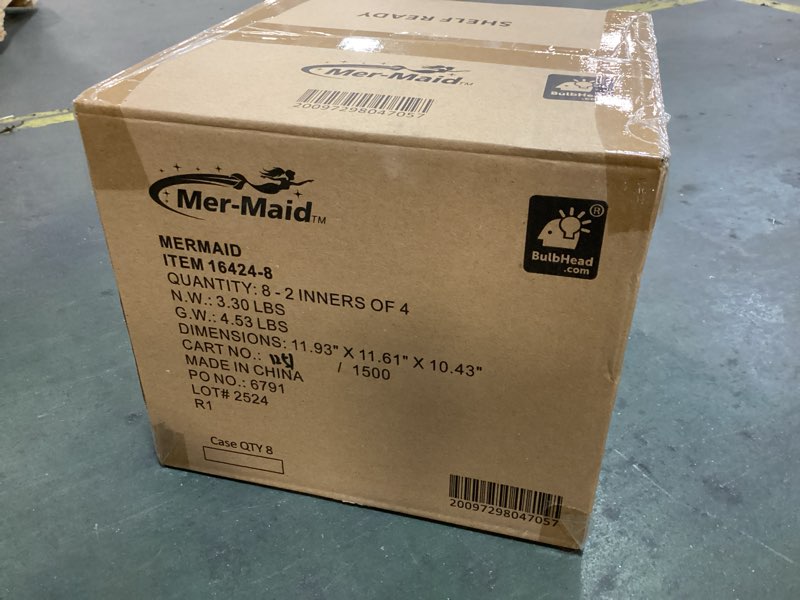 SHELF READY
Mer-Maid™
20097298047057
BulbHead
.com
Mer-Maid™
BulbHead®
.com
MERMAID
ITEM 16424-8
QUANTITY: 8 - 2 INNERS OF 4
N.W.: 3.30 LBS
G.W.: 4.53 LBS
DIMENSIONS: 11.93" X 11.61" X 10.43"
CART NO.: / 1500
MADE IN CHINA
PO NO.: 6791
LOT# 2524
R1
Case QTY 8
20097298047057